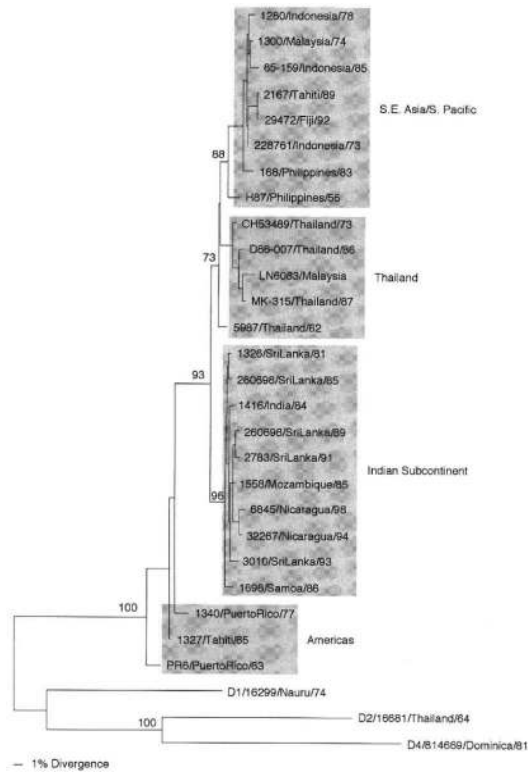 1280/Indonesia/78
1300/Malaysia/74
65-159/Indonesia/85
2167/Tahiti/89
29472/Fiji/92
228761/Indonesia/73
168/Philippines/83
H87/Philippines/56
S.E. Asia/S. Pacific
68
CH53489/Thailand/73
D86-007/Thailand/86
LN6083/Malaysia
MK-315/Thailand/87
5987/Thailand/62
Thailand
73
93
1326/SriLanka/81
260698/SriLanka/85
1416/India/84
260698/SriLanka/89
2783/SriLanka/91
1558/Mozambique/85
6845/Nicaragua/98
32267/Nicaragua/94
3010/SriLanka/93
1696/Samoa/86
Indian Subcontinent
96
1340/PuertoRico/77
1327/Tahiti/65
PR6/PuertoRico/63
Americas
100
D1/16299/Nauru/74
D2/16681/Thailand/64
100
D4/814669/Dominica/81
1% Divergence